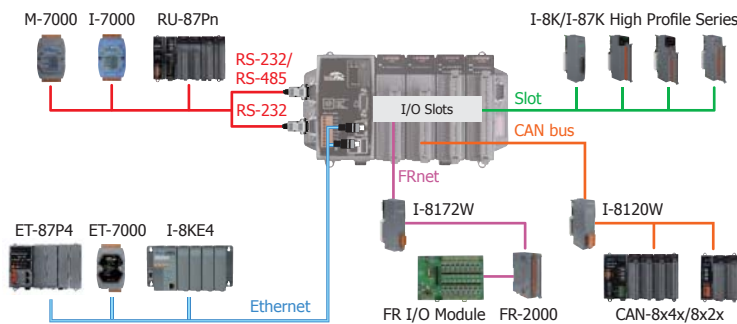 M-7000
I-7000
RU-87Pn
I-8K/I-87K High Profile Series
RS-232/
RS-485
RS-232
I/O Slots
Slot
CAN bus
FRnet
I-8172W
I-8120W
ET-87P4
ET-7000
I-8KE4
Ethernet
FR I/O Module
FR-2000
CAN-8x4x/8x2x